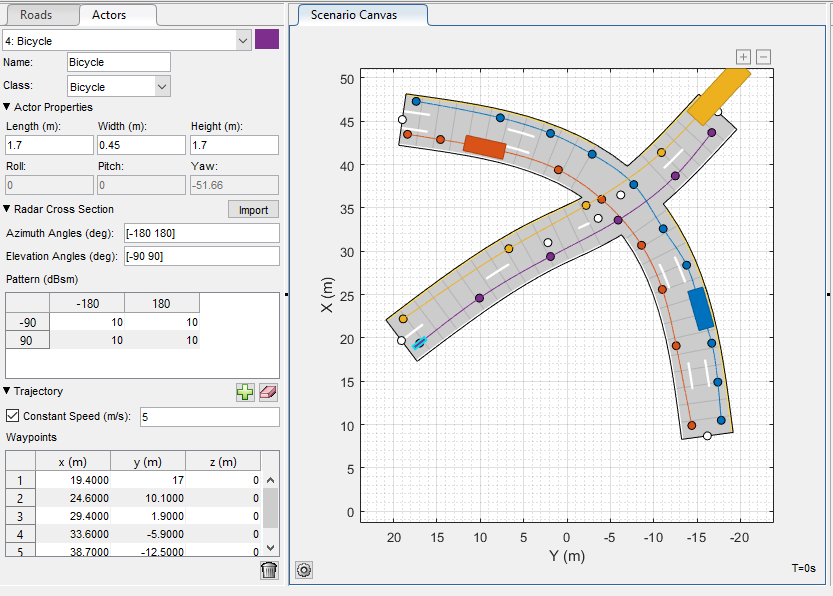 Roads Actors
4: Bicycle
Name: Bicycle
Class: Bicycle
Actor Properties
Length (m): Width (m): Height (m):
1.7 0.45 1.7
Roll: Pitch: Yaw:
0 0 -51.66
Radar Cross Section Import
Azimuth Angles (deg): [-180 180]
Elevation Angles (deg): [-90 90]
Pattern (dBsm)
-180 180
-90 10 10
90 10 10
Trajectory
Constant Speed (m/s): 5
Waypoints
x (m) y (m) z (m)
1 19.4000 17 0
2 24.6000 10.1000 0
3 29.4000 1.9000 0
4 33.6000 -5.9000 0
5 38.7000 -12.5000 0
Scenario Canvas
50
45
40
35
30
25
20
15
10
5
0
X (m)
20 15 10 5 0 -5 -10 -15 -20
Y (m)
T=0s